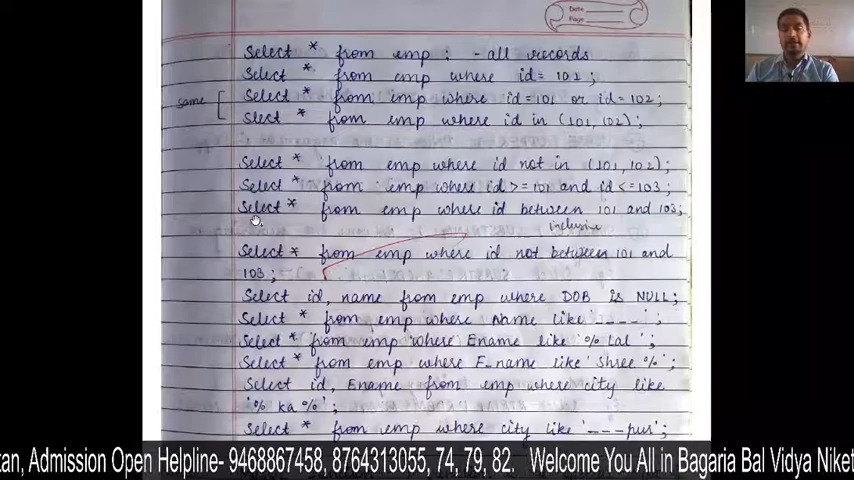 Date
Page
Select * from emp ; - all records
Select * from emp where id = 101 ;
same
Select * from emp where id = 101 or id = 102 ;
Slect * from emp where id in (101, 102) ;
Select * from emp where id not in (101, 102) ;
Select * from emp where id >= 101 and id <= 103 ;
Select * from emp where id between 101 and 103 ;
inclusive
Select * from emp where id not between 101 and
103 ;
Select id, name from emp where DOB is NULL ;
Select * from emp where Name like '_ _ _ _' ;
Select * from emp where Ename like '% Lal' ;
Select * from emp where E_name like 'Shree %' ;
Select id, Ename from emp where city like
'% ka %' ;
Select * from emp where city like '_ _ _ pur' ;
tan, Admission Open Helpline- 9468867458, 8764313055, 74, 79, 82. Welcome You All in Bagaria Bal Vidya Niket